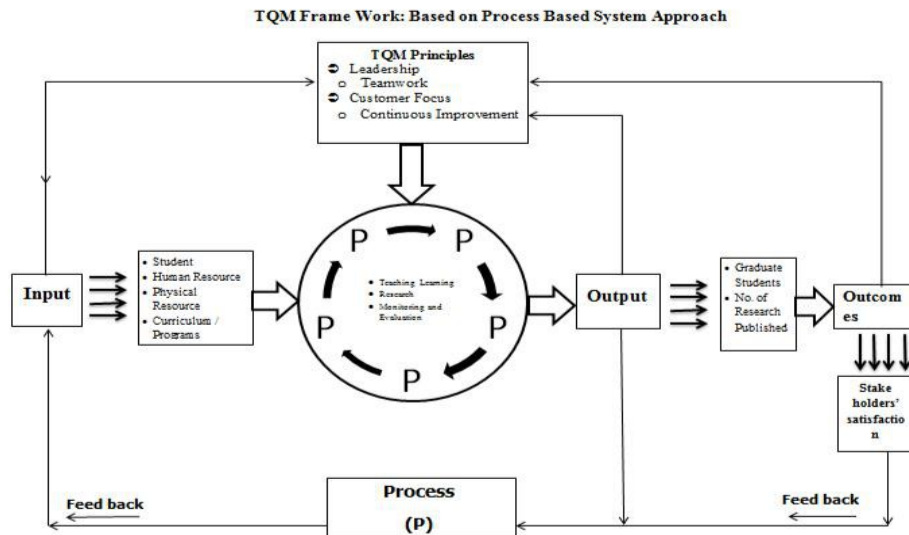 TQM Frame Work: Based on Process Based System Approach
TQM Principles
➲ Leadership
o Teamwork
➲ Customer Focus
o Continuous Improvement
Input
• Student
• Human Resource
• Physical
Resource
• Curriculum /
Programs
P
P
P
P
P
• Teaching Learning
• Research
• Monitoring and
Evaluation
Output
• Graduate
Students
• No. of
Research
Published
Outcom
es
Stake
holders’
satisfactio
n
Feed back
Process
(P)
Feed back